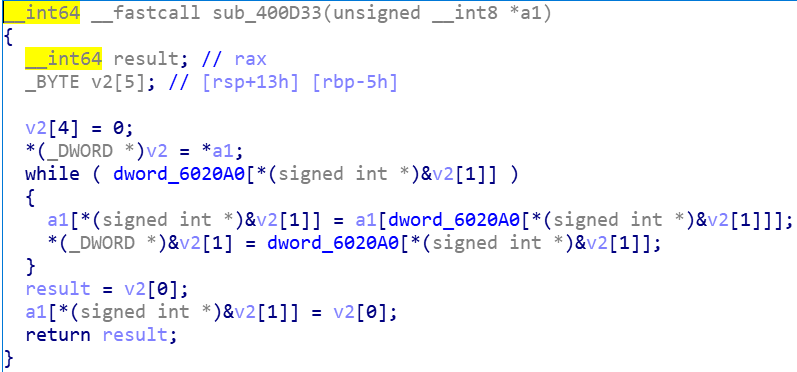 __int64 __fastcall sub_400D33(unsigned __int8 *a1)
{
  __int64 result; // rax
  _BYTE v2[5]; // [rsp+13h] [rbp-5h]

  v2[4] = 0;
  *(_DWORD *)v2 = *a1;
  while ( dword_6020A0[*(signed int *)&v2[1]] )
  {
    a1[*(signed int *)&v2[1]] = a1[dword_6020A0[*(signed int *)&v2[1]]];
    *(_DWORD *)&v2[1] = dword_6020A0[*(signed int *)&v2[1]];
  }
  result = v2[0];
  a1[*(signed int *)&v2[1]] = v2[0];
  return result;
}